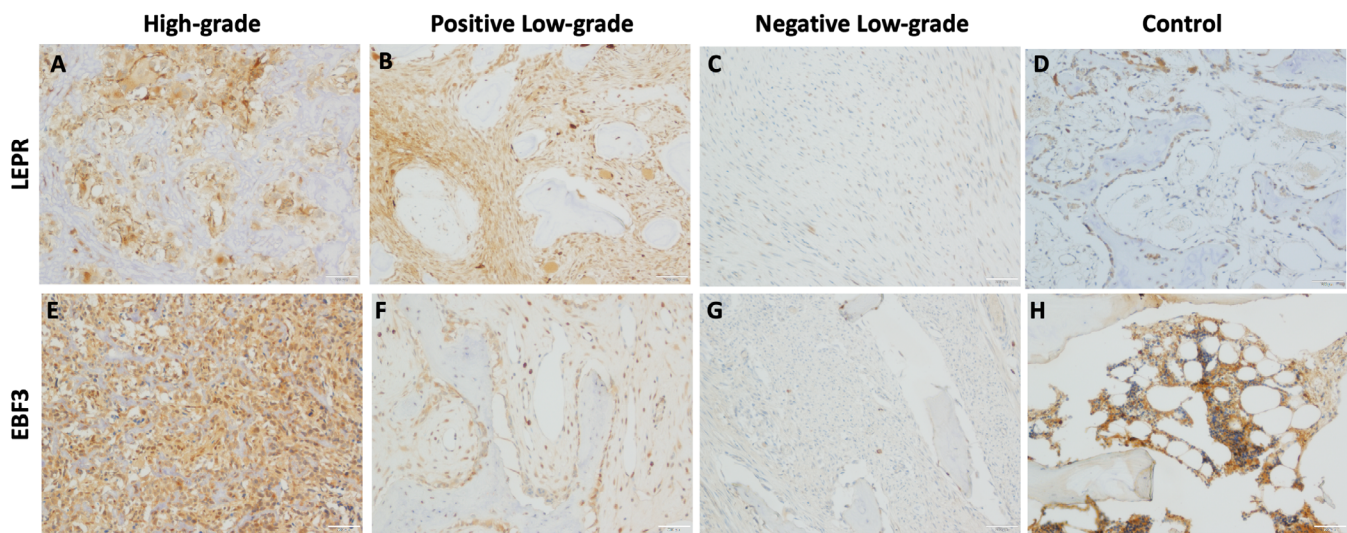 High-grade
Positive Low-grade
Negative Low-grade
Control
LEPR
A
B
C
D
EBF3
E
F
G
H